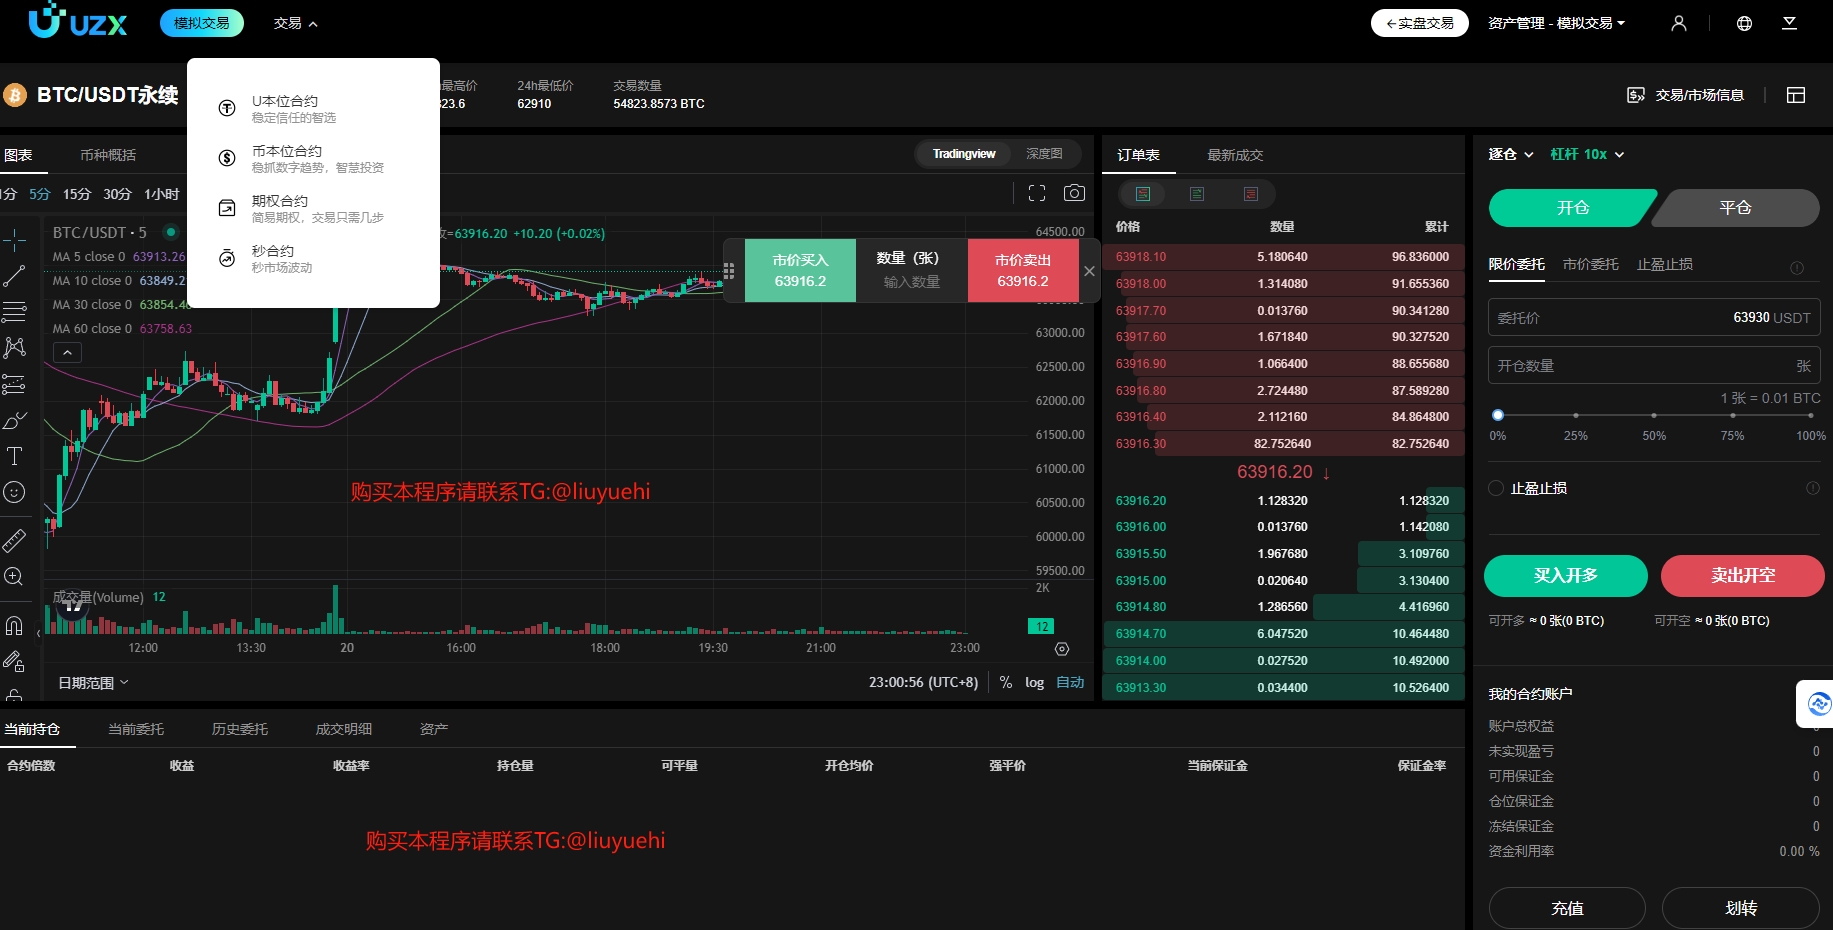 UZX
模拟交易
交易
←实盘交易
资产管理 - 模拟交易
BTC/USDT永续
最高价
23.6
24h最低价
62910
交易数量
54823.8573 BTC
交易/市场信息
U本位合约
稳定信任的智选
币本位合约
稳抓数字趋势，智慧投资
期权合约
简易期权，交易只需几步
秒合约
秒市场波动
图表
币种概括
Tradingview
深度图
分
5分
15分
30分
1小时
BTC/USDT · 5
=63916.20 +10.20 (+0.02%)
MA 5 close 0 63913.26
MA 10 close 0 63849.2
MA 30 close 0 63854.4
MA 60 close 0 63758.63
市价买入
63916.2
数量（张）
输入数量
市价卖出
63916.2
64500.00
63000.00
62500.00
62000.00
61500.00
61000.00
60500.00
60000.00
59500.00
2K
12
购买本程序请联系TG:@liuyuehi
成交量(Volume) 12
12:00
13:30
20
16:00
18:00
19:30
21:00
23:00
日期范围
23:00:56 (UTC+8)
%
log
自动
订单表
最新成交
价格 数量 累计
63918.10 5.180640 96.836000
63918.00 1.314080 91.655360
63917.70 0.013760 90.341280
63917.60 1.671840 90.327520
63916.90 1.066400 88.655680
63916.80 2.724480 87.589280
63916.40 2.112160 84.864800
63916.30 82.752640 82.752640
63916.20 ↓
63916.20 1.128320 1.128320
63916.00 0.013760 1.142080
63915.50 1.967680 3.109760
63915.00 0.020640 3.130400
63914.80 1.286560 4.416960
63914.70 6.047520 10.464480
63914.00 0.027520 10.492000
63913.30 0.034400 10.526400
逐仓
杠杆 10x
开仓
平仓
限价委托
市价委托
止盈止损
委托价 63930 USDT
开仓数量 张
1 张 = 0.01 BTC
0% 25% 50% 75% 100%
止盈止损
买入开多
卖出开空
可开多 ≈ 0 张(0 BTC)
可开空 ≈ 0 张(0 BTC)
我的合约账户
账户总权益
未实现盈亏 0
可用保证金 0
仓位保证金 0
冻结保证金 0
资金利用率 0.00 %
充值
划转
当前持仓
当前委托
历史委托
成交明细
资产
合约倍数 收益 收益率 持仓量 可平量 开仓均价 强平价 当前保证金 保证金率
购买本程序请联系TG:@liuyuehi